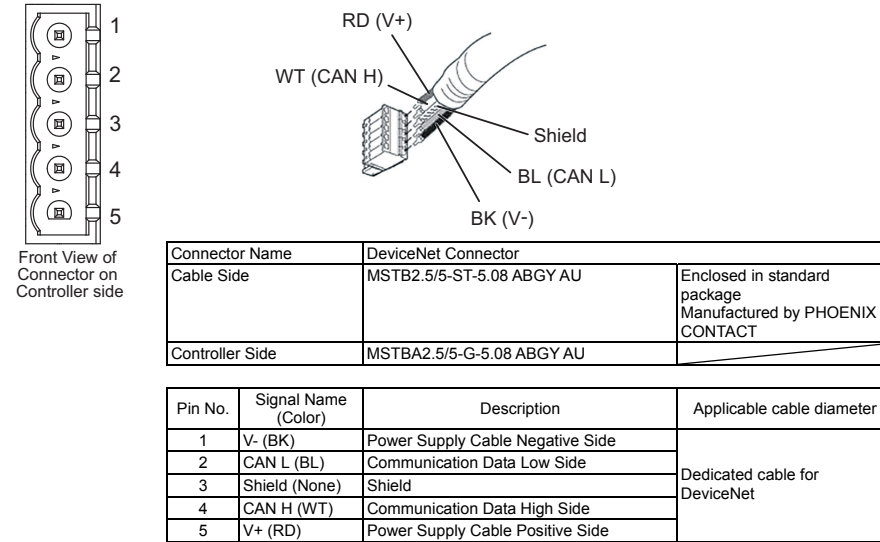 1
2
3
4
5
Front View of
Connector on
Controller side
RD (V+)
WT (CAN H)
Shield
BL (CAN L)
BK (V-)
Connector Name DeviceNet Connector
Cable Side MSTB2.5/5-ST-5.08 ABGY AU Enclosed in standard
package
Manufactured by PHOENIX
CONTACT
Controller Side MSTBA2.5/5-G-5.08 ABGY AU
Pin No. Signal Name
(Color) Description Applicable cable diameter
1 V- (BK) Power Supply Cable Negative Side
2 CAN L (BL) Communication Data Low Side
3 Shield (None) Shield
4 CAN H (WT) Communication Data High Side
5 V+ (RD) Power Supply Cable Positive Side
Dedicated cable for
DeviceNet